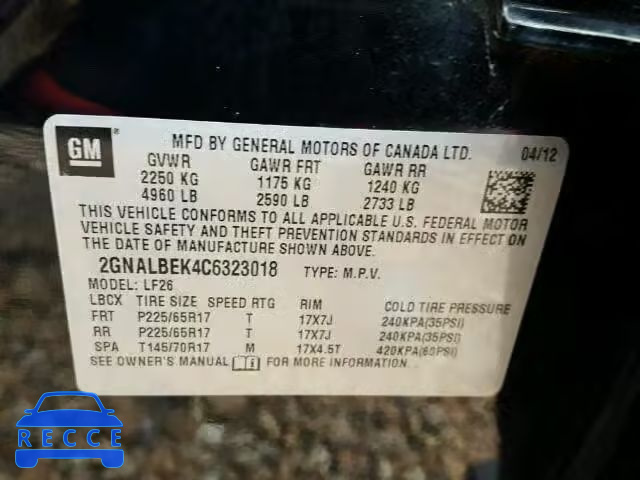 GM ®
MFD BY GENERAL MOTORS OF CANADA LTD. 04/12
GVWR GAWR FRT GAWR RR
2250 KG 1175 KG 1240 KG
4960 LB 2590 LB 2733 LB
THIS VEHICLE CONFORMS TO ALL APPLICABLE U.S. FEDERAL MOTOR
VEHICLE SAFETY AND THEFT PREVENTION STANDARDS IN EFFECT ON
THE DATE OF MANUFACTURE SHOWN ABOVE.
2GNALBEK4C6323018 TYPE: M.P.V.
MODEL: LF26
LBCX TIRE SIZE SPEED RTG RIM COLD TIRE PRESSURE
FRT P225/65R17 T 17X7J 240KPA(35PSI)
RR P225/65R17 T 17X7J 240KPA(35PSI)
SPA T145/70R17 M 17X4.5T 420KPA(60PSI)
SEE OWNER'S MANUAL FOR MORE INFORMATION.
RECCE